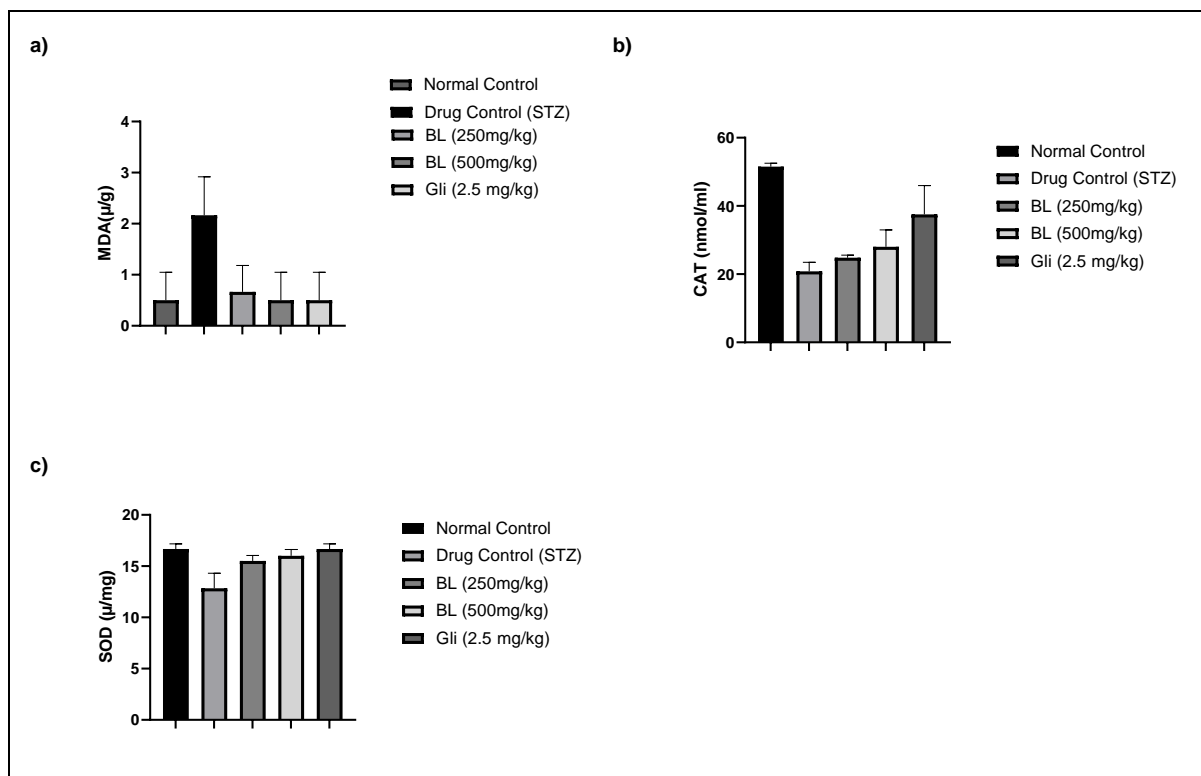 a)
Normal Control
Drug Control (STZ)
BL (250mg/kg)
BL (500mg/kg)
Gli (2.5 mg/kg)
4
3
2
1
0
MDA(µ/g)
b)
Normal Control
Drug Control (STZ)
BL (250mg/kg)
BL (500mg/kg)
Gli (2.5 mg/kg)
60
40
20
0
CAT (nmol/ml)
c)
Normal Control
Drug Control (STZ)
BL (250mg/kg)
BL (500mg/kg)
Gli (2.5 mg/kg)
20
15
10
5
0
SOD (µ/mg)